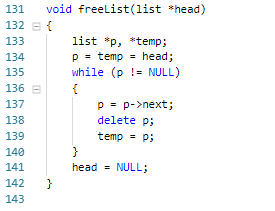 131 void freeList(list *head)
132 {
133     list *p, *temp;
134     p = temp = head;
135     while (p != NULL)
136     {
137         p = p->next;
138         delete p;
139         temp = p;
140     }
141     head = NULL;
142 }
143